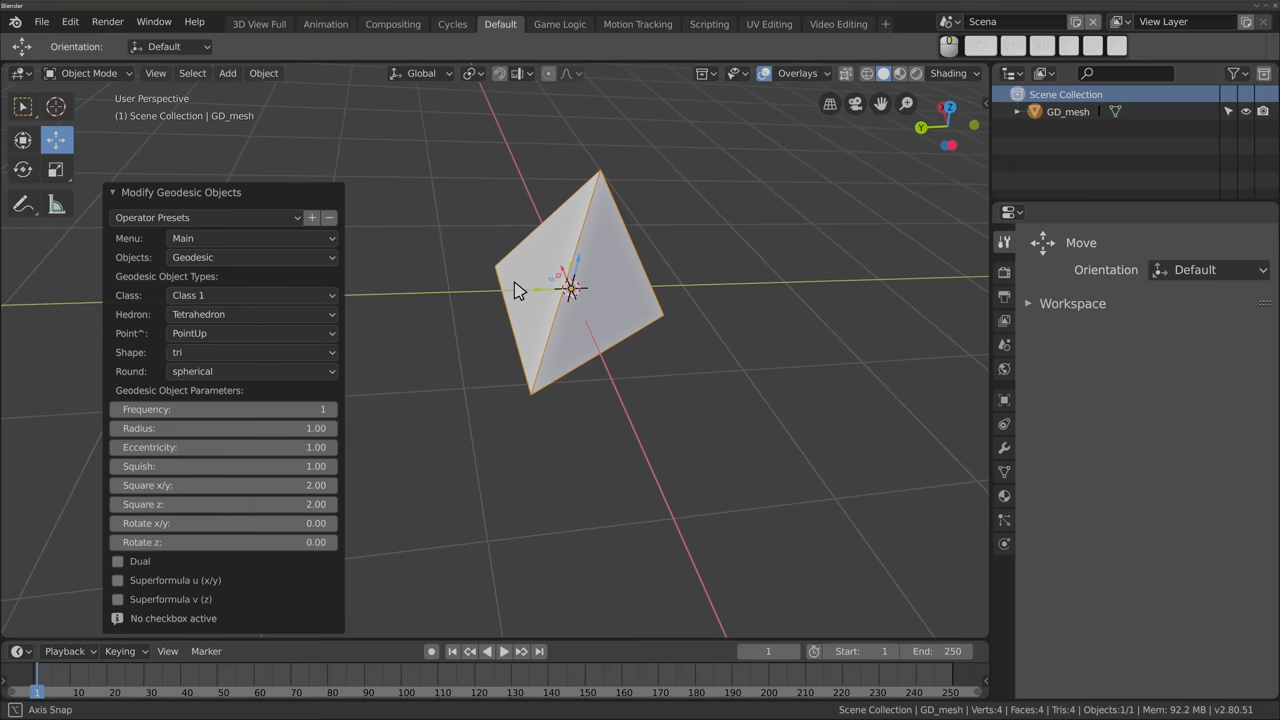 Blender
File Edit Render Window Help
3D View Full Animation Compositing Cycles Default Game Logic Motion Tracking Scripting UV Editing Video Editing +
Scena
View Layer
Orientation: Default
Ctrl Alt
Object Mode View Select Add Object
Global
Overlays
Shading
User Perspective
(1) Scene Collection | GD_mesh
Z
Y
Scene Collection
GD_mesh
Modify Geodesic Objects
Operator Presets
Menu: Main
Objects: Geodesic
Geodesic Object Types:
Class: Class 1
Hedron: Tetrahedron
Point^: PointUp
Shape: tri
Round: spherical
Geodesic Object Parameters:
Frequency: 1
Radius: 1.00
Eccentricity: 1.00
Squish: 1.00
Square x/y: 2.00
Square z: 2.00
Rotate x/y: 0.00
Rotate z: 0.00
Dual
Superformula u (x/y)
Superformula v (z)
No checkbox active
Move
Orientation Default
Workspace
Playback Keying View Marker
1
Start: 1
End: 250
1 10 20 30 40 50 60 70 80 90 100 110 120 130 140 150 160 170 180 190 200 210 220 230 240 250
Axis Snap
Scene Collection | GD_mesh | Verts:4 | Faces:4 | Tris:4 | Objects:1/1 | Mem: 92.2 MB | v2.80.51